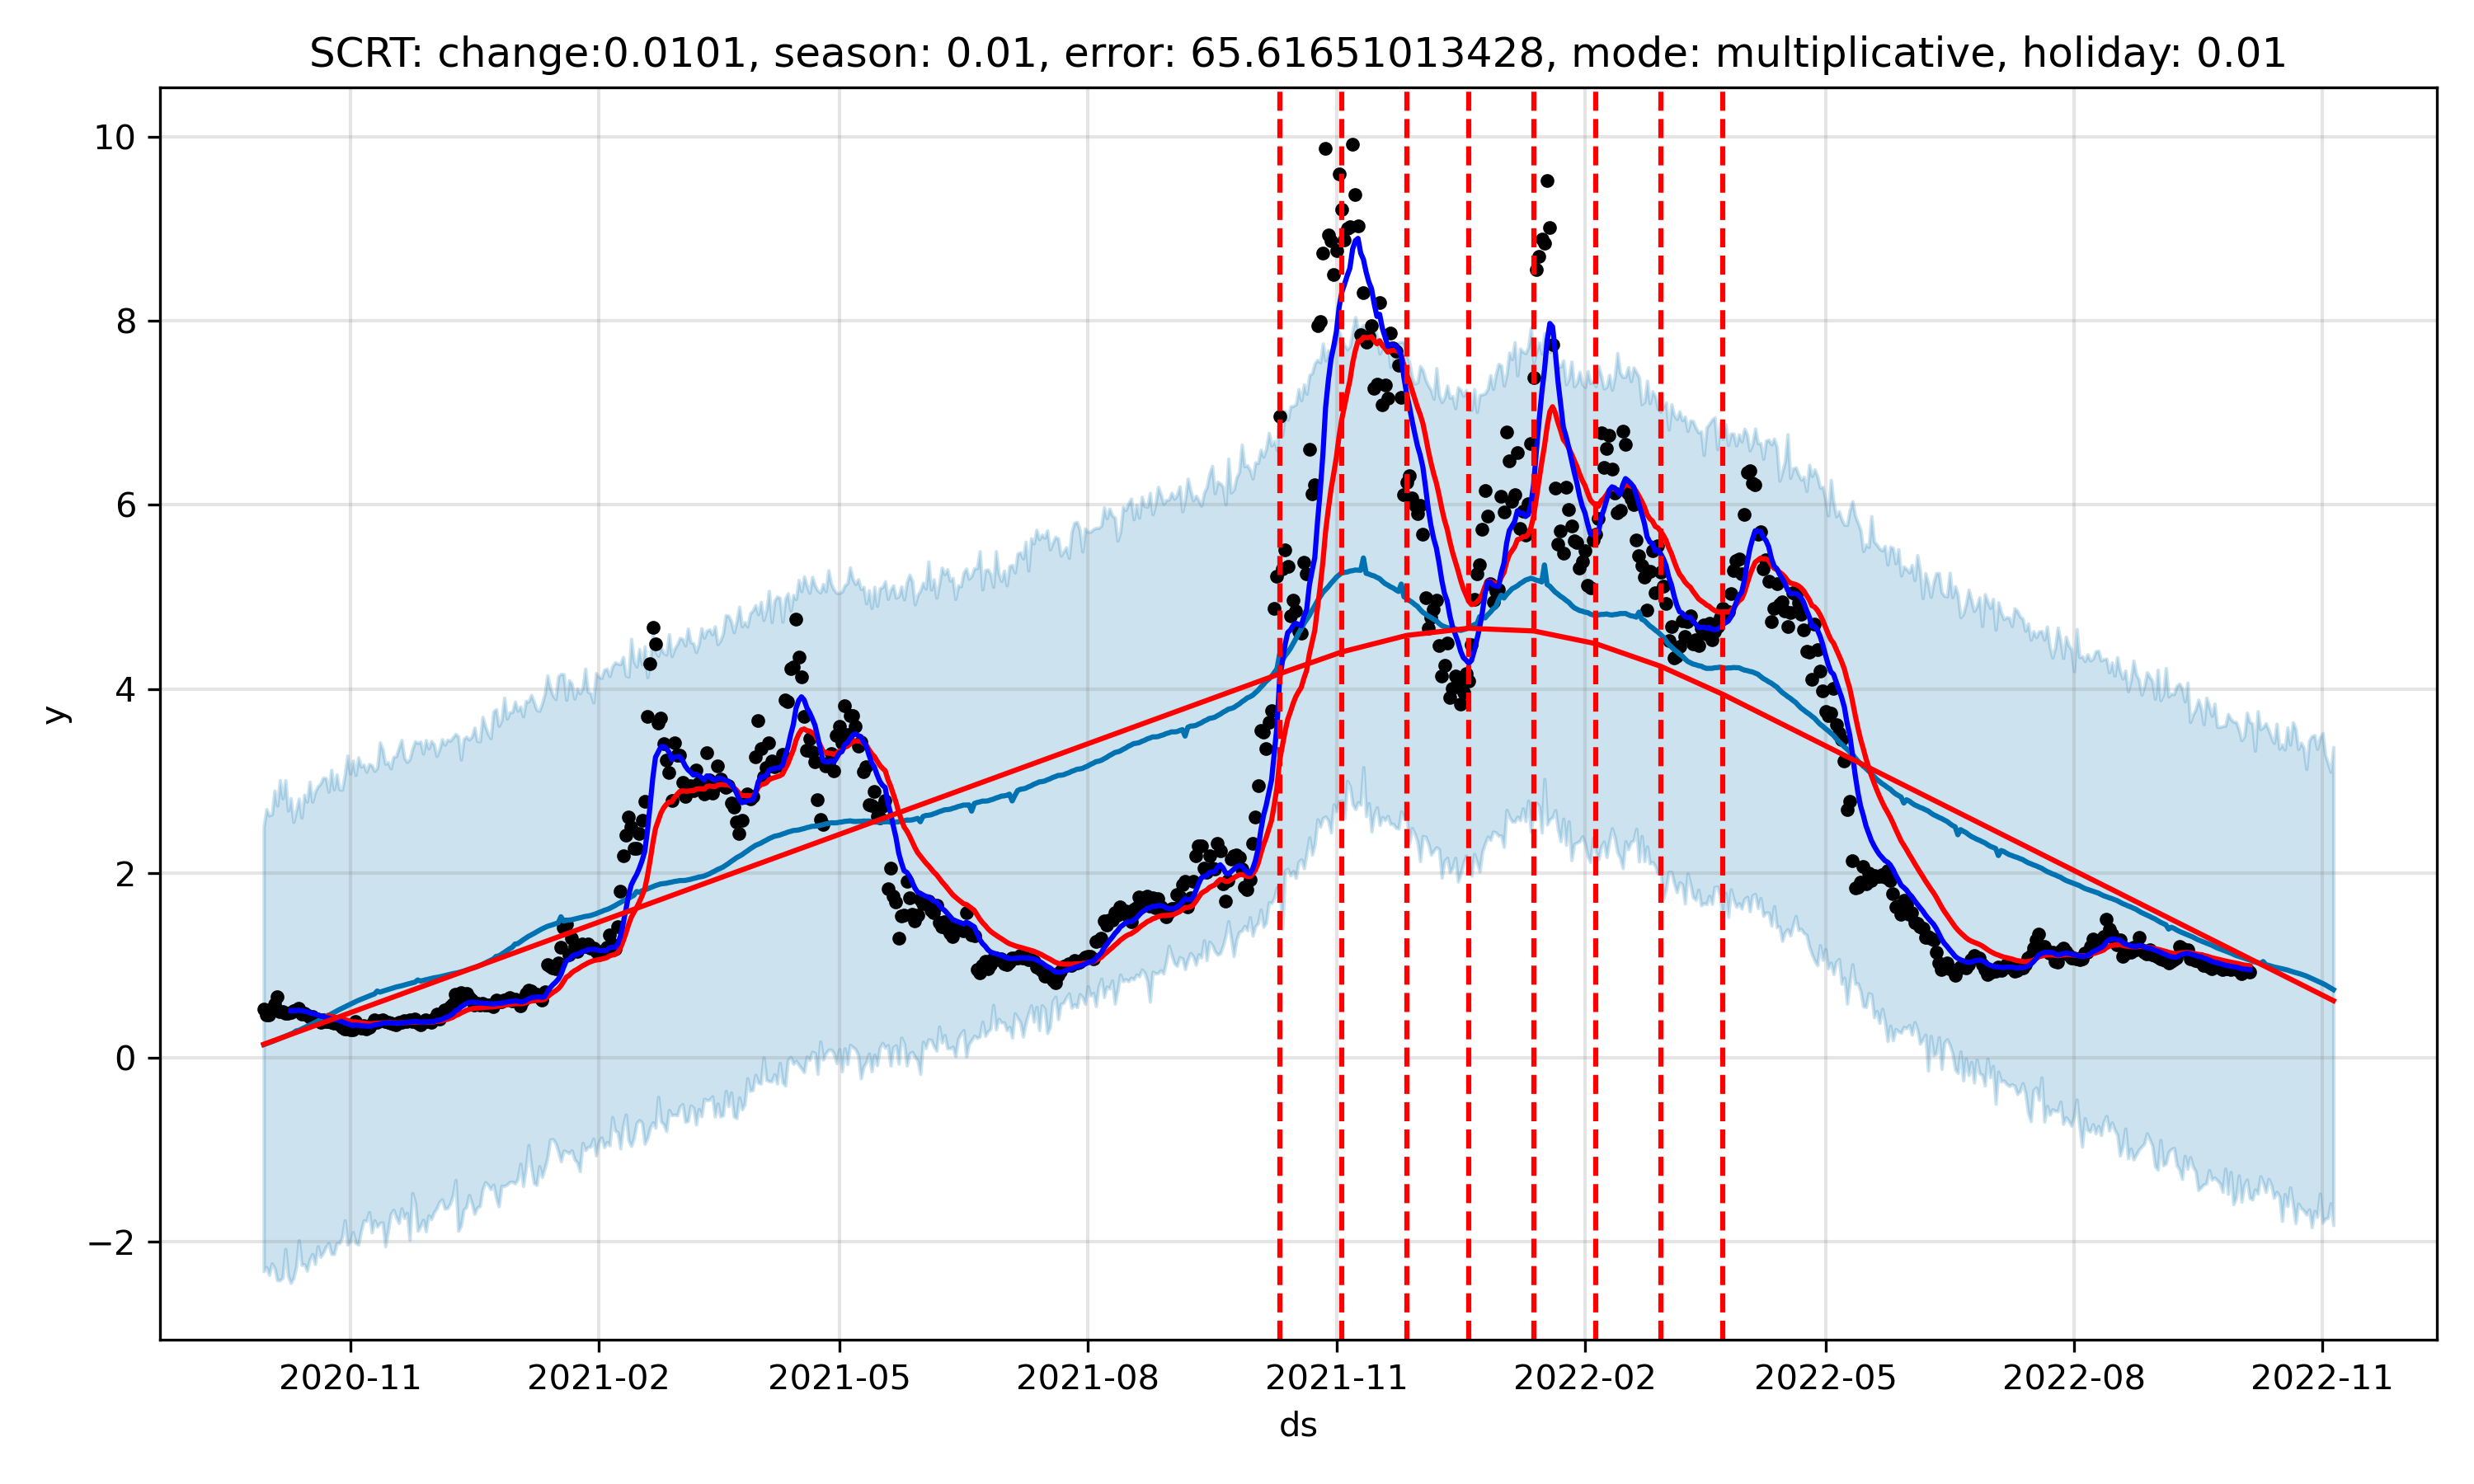 SCRT: change:0.0101, season: 0.01, error: 65.61651013428, mode: multiplicative, holiday: 0.01
10
8
6
4
2
0
−2
y
2020-11 2021-02 2021-05 2021-08 2021-11 2022-02 2022-05 2022-08 2022-11
ds